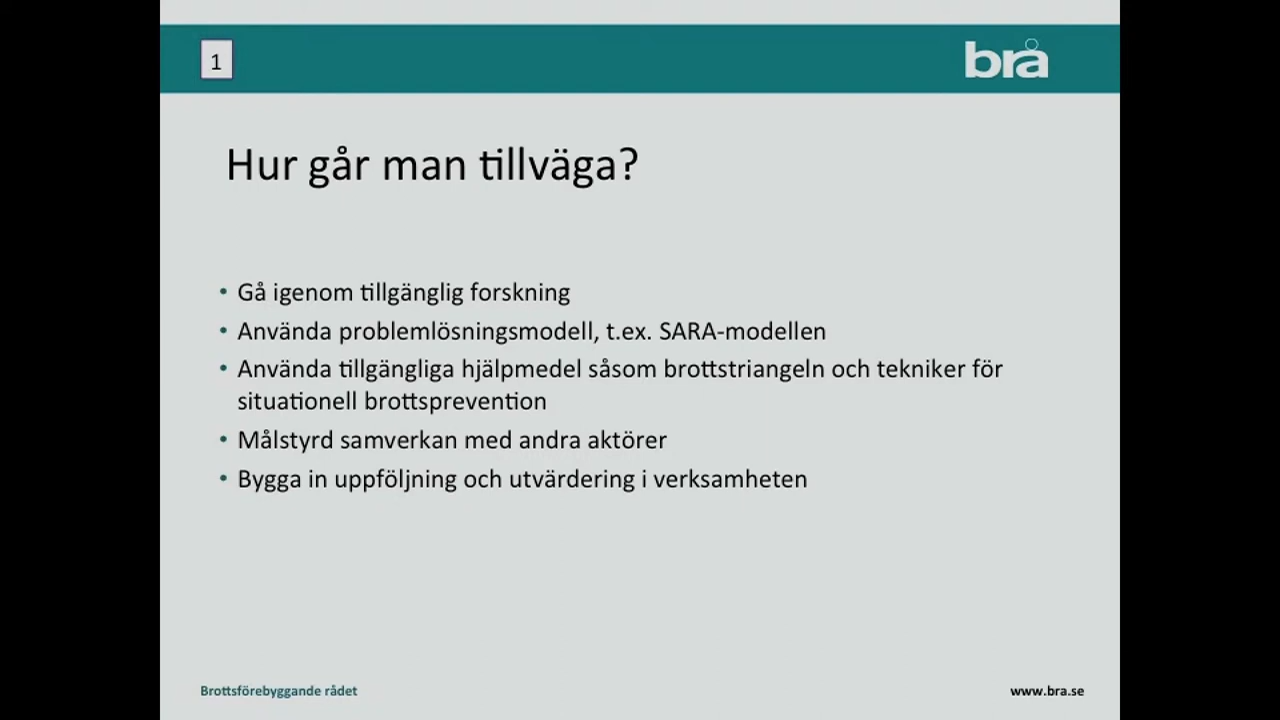 1
brå
Hur går man tillväga?
• Gå igenom tillgänglig forskning
• Använda problemlösningsmodell, t.ex. SARA-modellen
• Använda tillgängliga hjälpmedel såsom brottstriangeln och tekniker för
situationell brottsprevention
• Målstyrd samverkan med andra aktörer
• Bygga in uppföljning och utvärdering i verksamheten
Brottsförebyggande rådet
www.bra.se